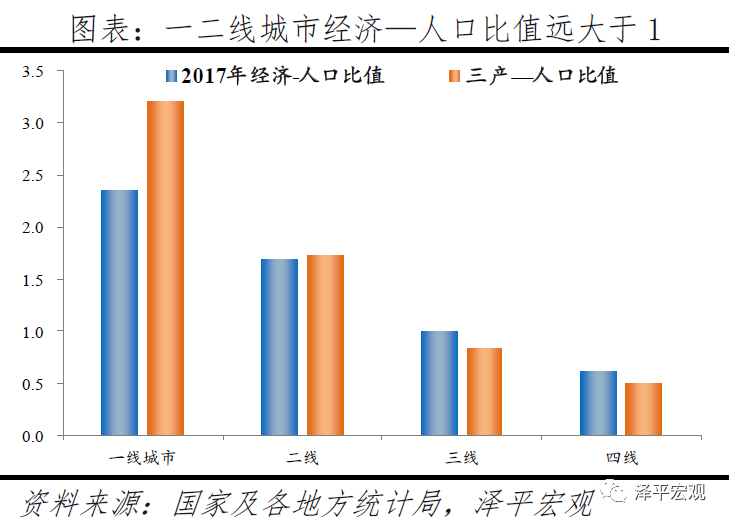 图表：一二线城市经济—人口比值远大于 1
2017年经济-人口比值 三产—人口比值
3.5
3.0
2.5
2.0
1.5
1.0
0.5
0.0
一线城市 二线 三线 四线
资料来源：国家及各地方统计局，泽平宏观
泽平宏观